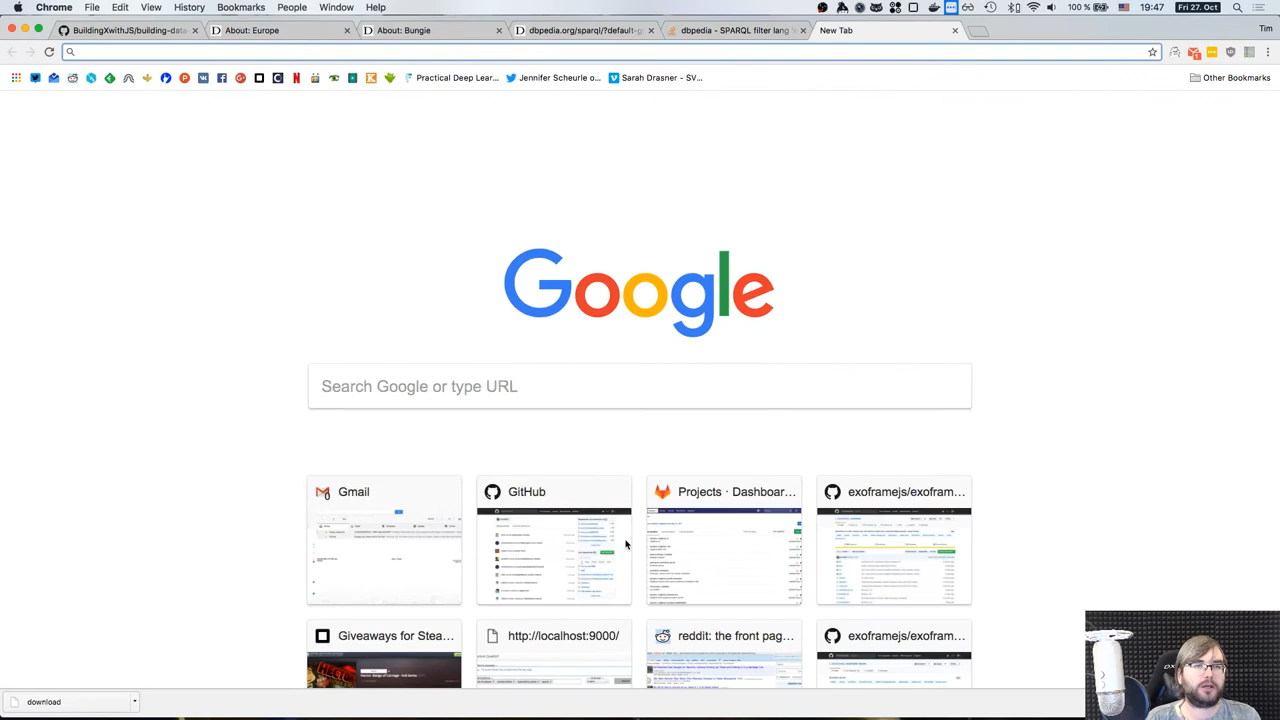 Chrome File Edit View History Bookmarks People Window Help 100 % Fri 27. Oct 19:47
BuildingXwithJS/building-data About: Europe About: Bungie dbpedia.org/sparql/?default-g dbpedia - SPARQL filter lang New Tab Tim
Practical Deep Lear... Jennifer Scheurle o... Sarah Drasner - SV... Other Bookmarks
Google
Search Google or type URL
Gmail GitHub Projects · Dashboar... exoframejs/exofram...
Giveaways for Stea... http://localhost:9000/ reddit: the front pag... exoframejs/exofram...
download